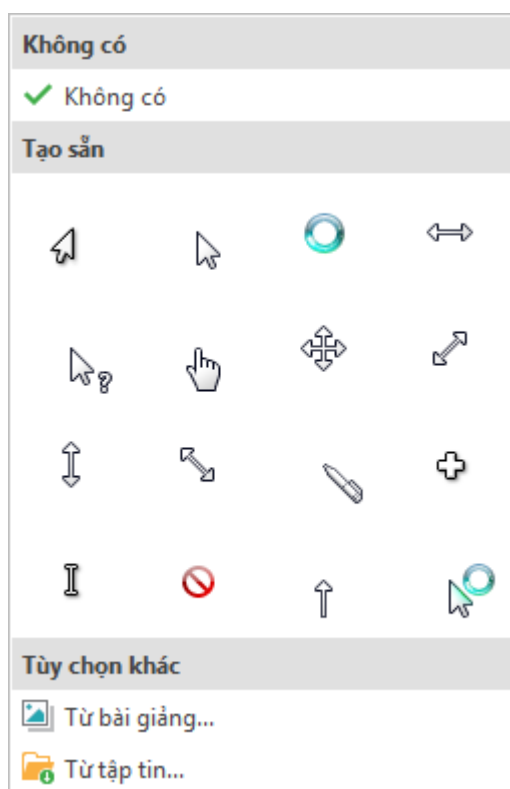 Không có
Không có
Tạo sẵn
Tùy chọn khác
Từ bài giảng...
Từ tập tin...